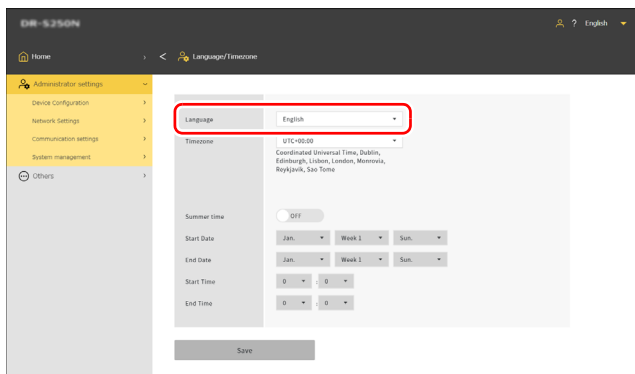 DR-S250N
? English
Home
< Language/Timezone
Administrator settings
Device Configuration
Network Settings
Communication settings
System management
Others
Language English
Timezone UTC+00:00
Coordinated Universal Time, Dublin,
Edinburgh, Lisbon, London, Monrovia,
Reykjavík, Sao Tome
Summer time OFF
Start Date Jan. Week 1 Sun.
End Date Jan. Week 1 Sun.
Start Time 0 : 0
End Time 0 : 0
Save